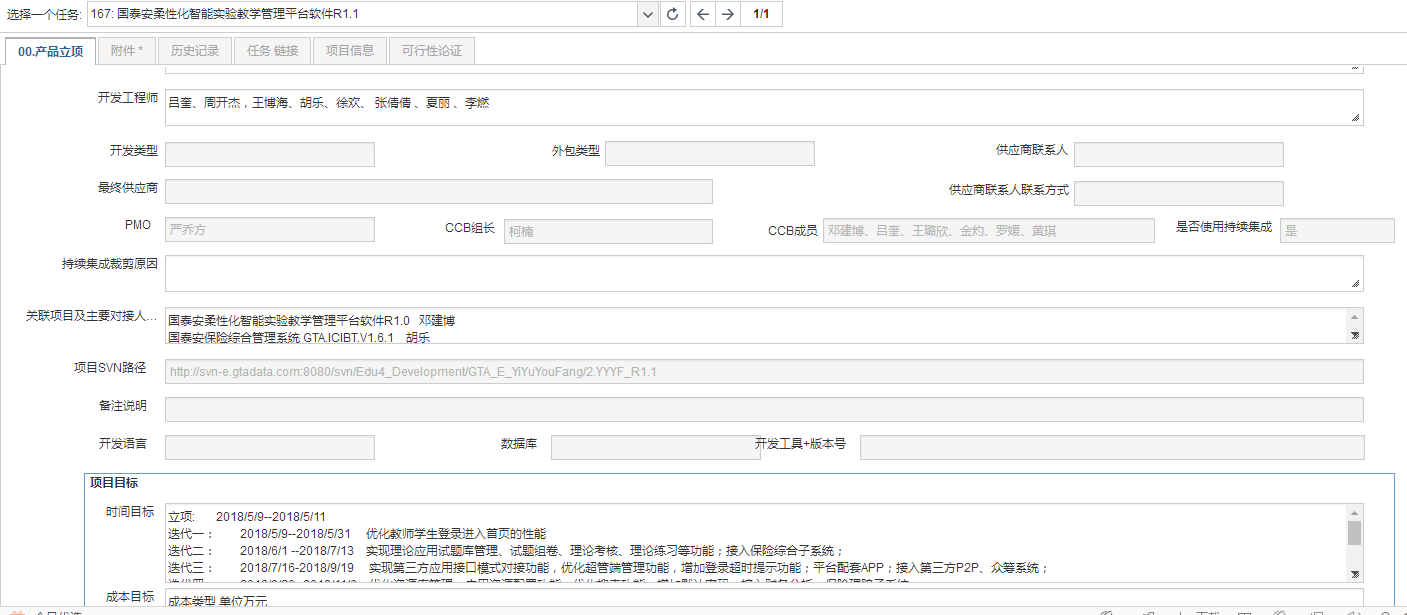 选择一个任务: 167: 国泰安柔性化智能实验教学管理平台软件R1.1 1/1
00.产品立项 附件 * 历史记录 任务 链接 项目信息 可行性论证
开发工程师 吕奎、周开杰，王博海、胡乐、徐欢、 张倩倩 、夏丽 、李燃
开发类型 外包类型 供应商联系人
最终供应商 供应商联系人联系方式
PMO 严乔方 CCB组长 柯楠 CCB成员 邓建博、吕奎、王璐欣、金灼、罗媛、黄琪 是否使用持续集成 是
持续集成裁剪原因
关联项目及主要对接人... 国泰安柔性化智能实验教学管理平台软件R1.0 邓建博
国泰安保险综合管理系统 GTA.ICIBT.V1.6.1 胡乐
项目SVN路径 http://svn-e.gtadata.com:8080/svn/Edu4_Development/GTA_E_YiYuYouFang/2.YYYF_R1.1
备注说明
开发语言 数据库 开发工具+版本号
项目目标
时间目标 立项: 2018/5/9--2018/5/11
迭代一： 2018/5/9--2018/5/31 优化教师学生登录进入首页的性能
迭代二： 2018/6/1 --2018/7/13 实现理论应用试题库管理、试题组卷、理论考核、理论练习等功能；接入保险综合子系统；
迭代三： 2018/7/16-2018/9/19 实现第三方应用接口模式对接功能，优化超管端管理功能，增加登录超时提示功能；平台配套APP；接入第三方P2P、众筹系统；
成本目标 成本类型 单位万元